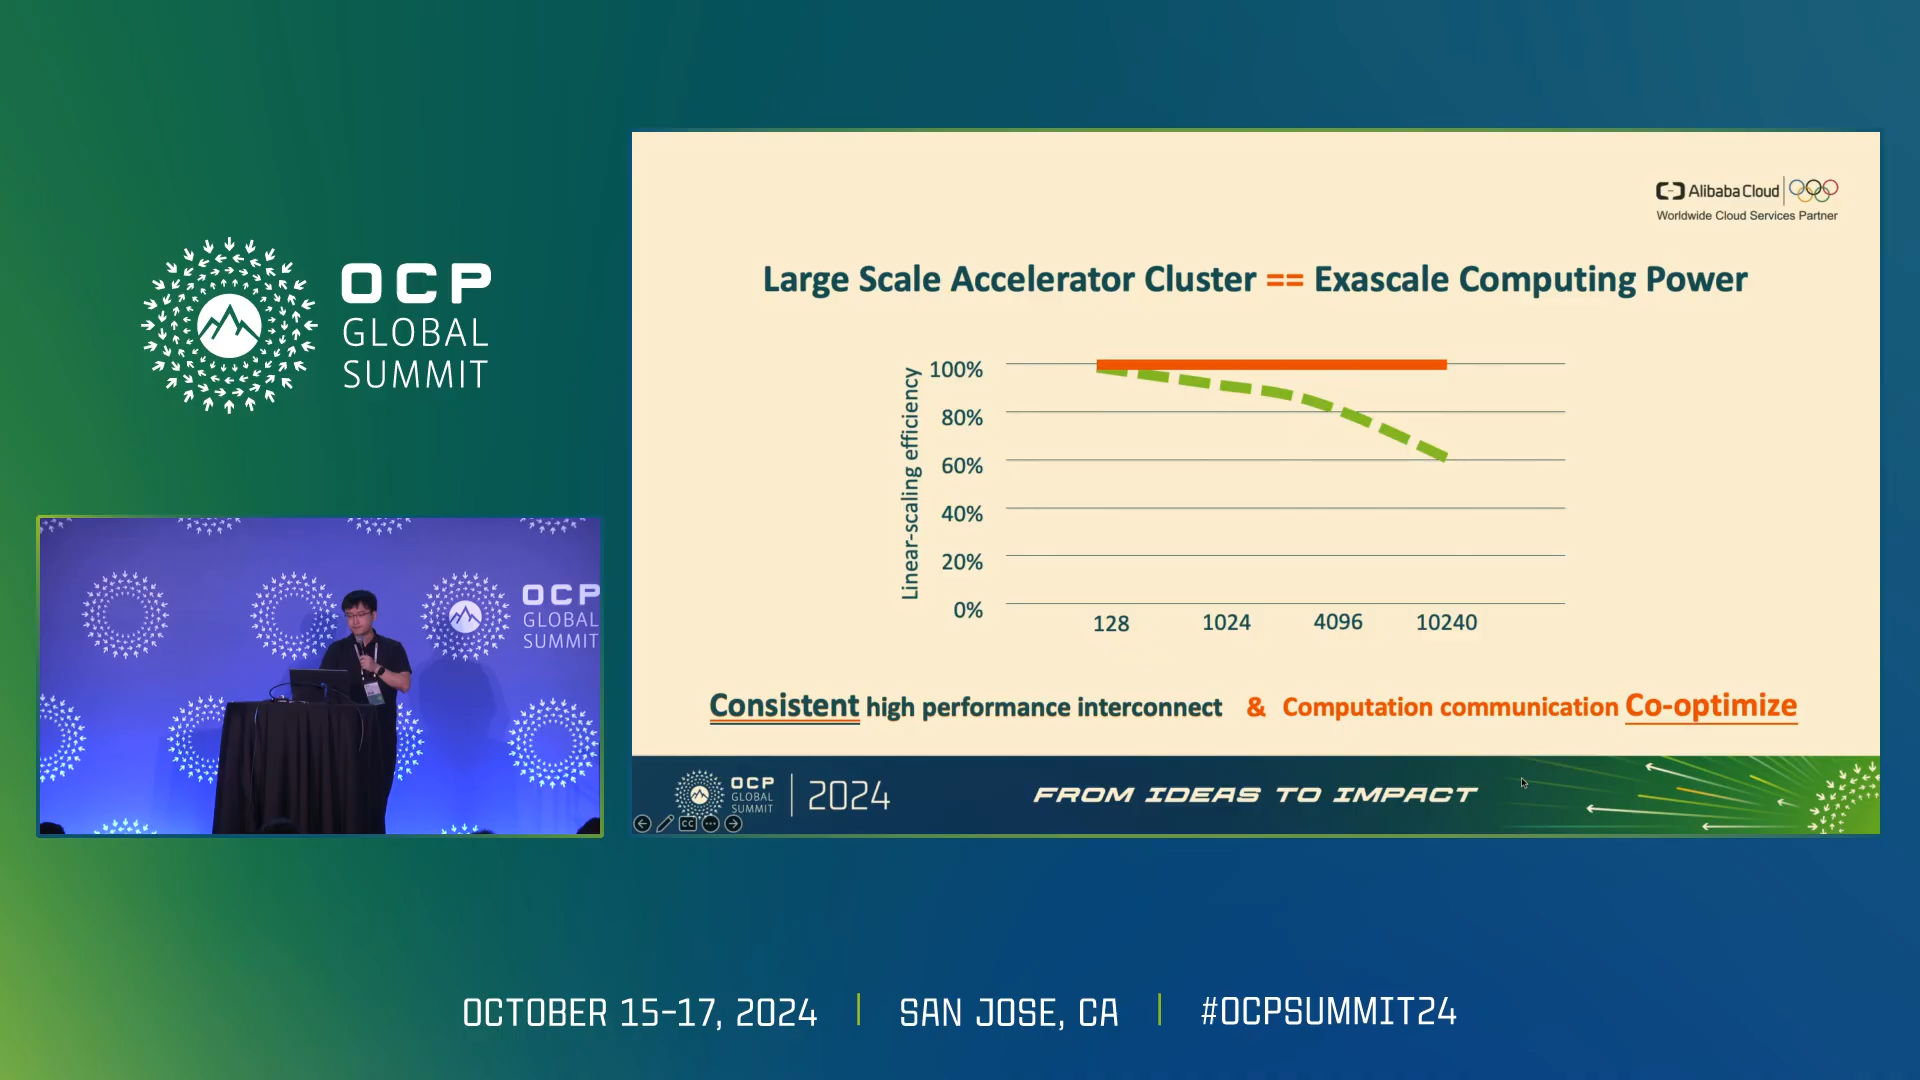 OCP
GLOBAL
SUMMIT
OCP
GLOBAL
SUMMIT
Alibaba Cloud
Worldwide Cloud Services Partner
Large Scale Accelerator Cluster == Exascale Computing Power
Linear-scaling efficiency
100%
80%
60%
40%
20%
0%
128 1024 4096 10240
Consistent high performance interconnect & Computation communication Co-optimize
OCP
GLOBAL
SUMMIT
2024
FROM IDEAS TO IMPACT
CC
OCTOBER 15-17, 2024 | SAN JOSE, CA | #OCPSUMMIT24